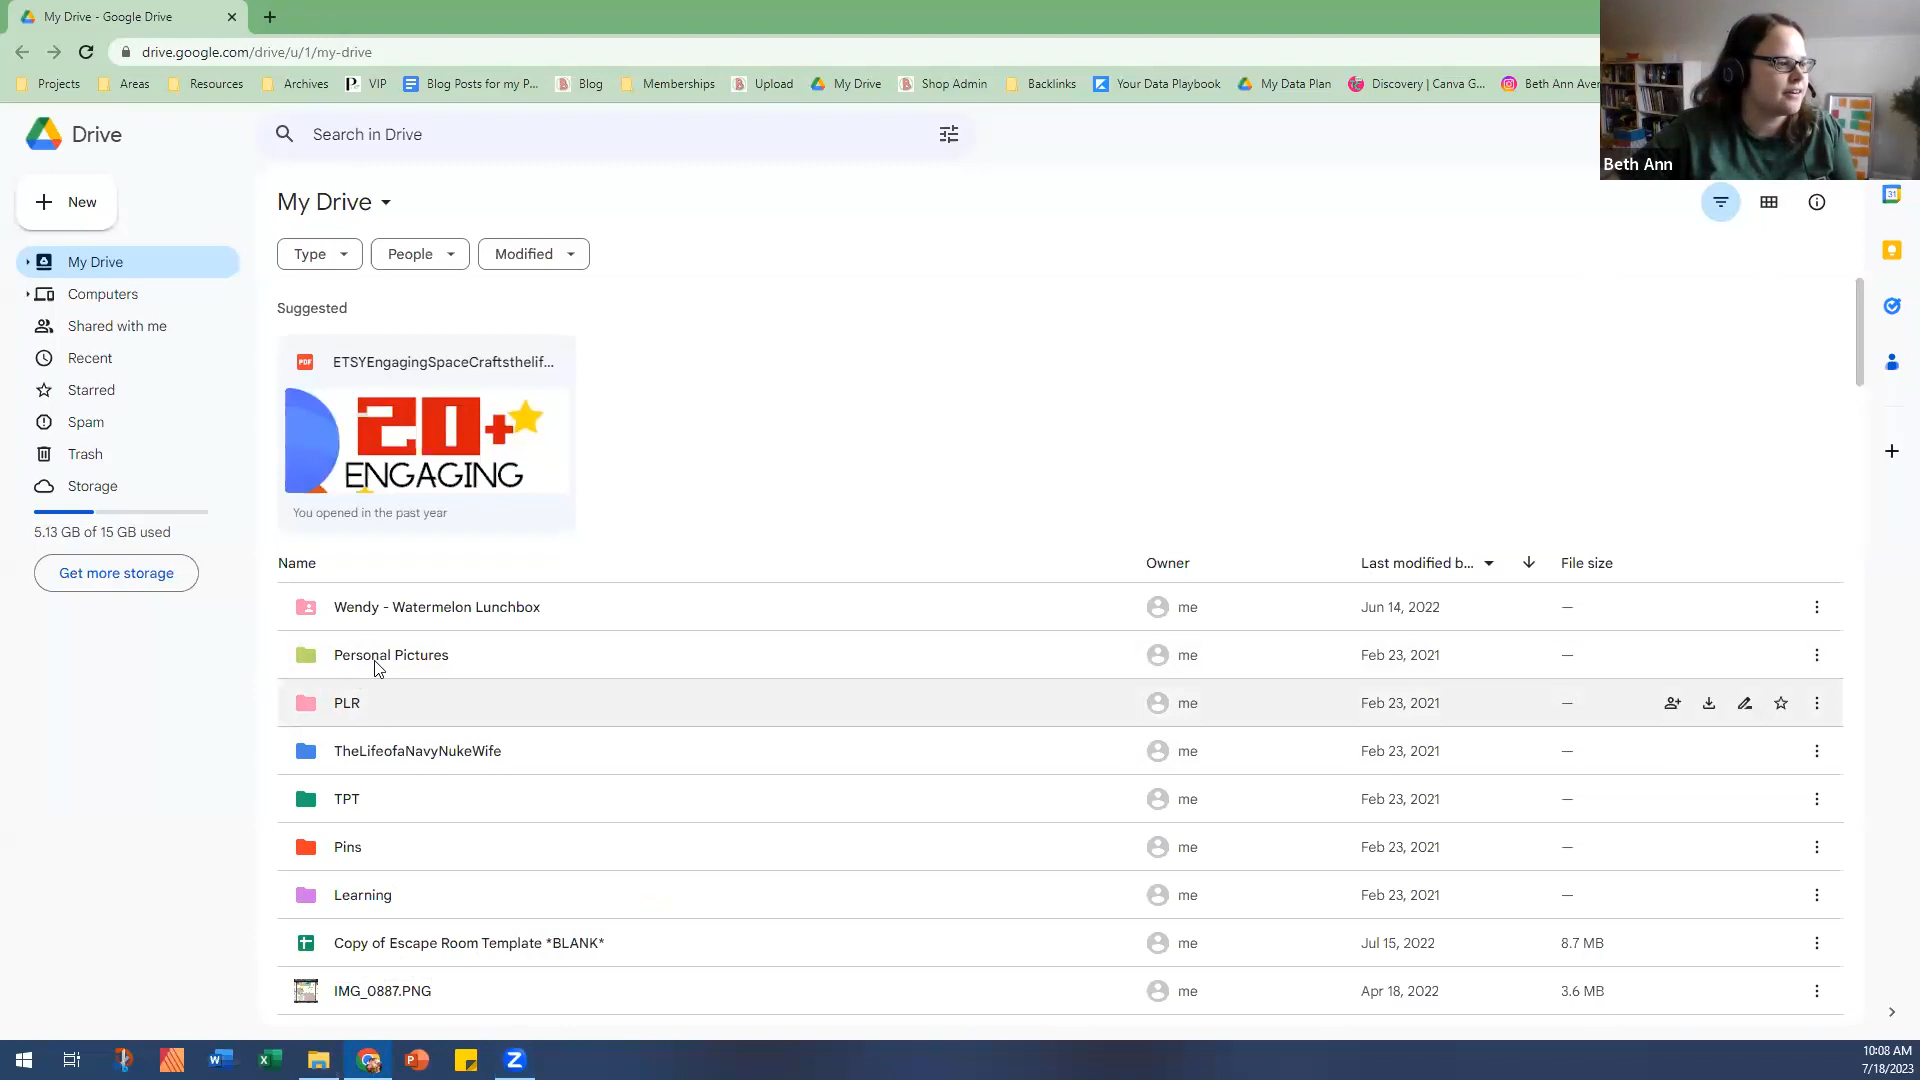 My Drive - Google Drive
drive.google.com/drive/u/1/my-drive
Projects Areas Resources Archives VIP Blog Posts for my P... Blog Memberships Upload My Drive Shop Admin Backlinks Your Data Playbook My Data Plan Discovery | Canva G... Beth Ann Aver
Beth Ann
Drive
Search in Drive
New
My Drive
Computers
Shared with me
Recent
Starred
Spam
Trash
Storage
5.13 GB of 15 GB used
Get more storage
My Drive
Type People Modified
Suggested
PDF ETSYEngagingSpaceCraftsthelif...
20+
ENGAGING
You opened in the past year
Name Owner Last modified b... File size
Wendy - Watermelon Lunchbox me Jun 14, 2022 —
Personal Pictures me Feb 23, 2021 —
PLR me Feb 23, 2021 —
TheLifeofaNavyNukeWife me Feb 23, 2021 —
TPT me Feb 23, 2021 —
Pins me Feb 23, 2021 —
Learning me Feb 23, 2021 —
Copy of Escape Room Template *BLANK* me Jul 15, 2022 8.7 MB
IMG_0887.PNG me Apr 18, 2022 3.6 MB
31
10:08 AM
7/18/2023